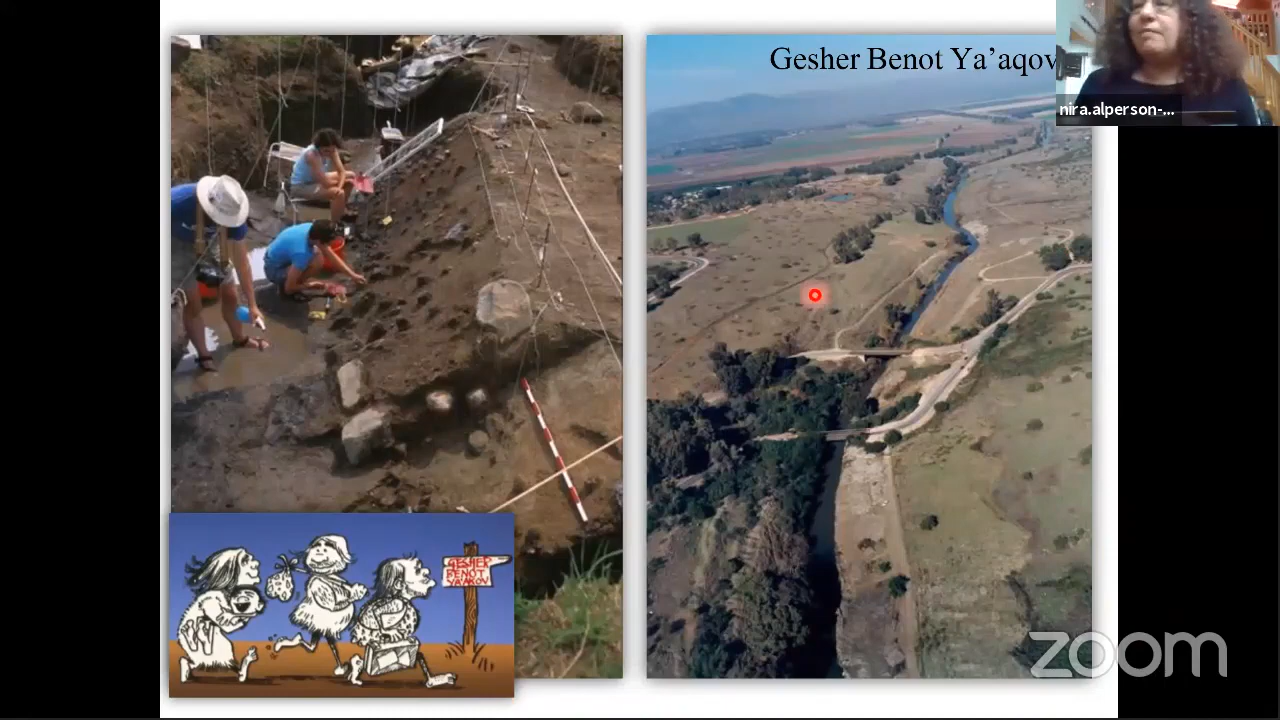 Gesher Benot Ya’aqov
nira.alperson-...
GESHER
BENOT
YA'AKOV
zoom